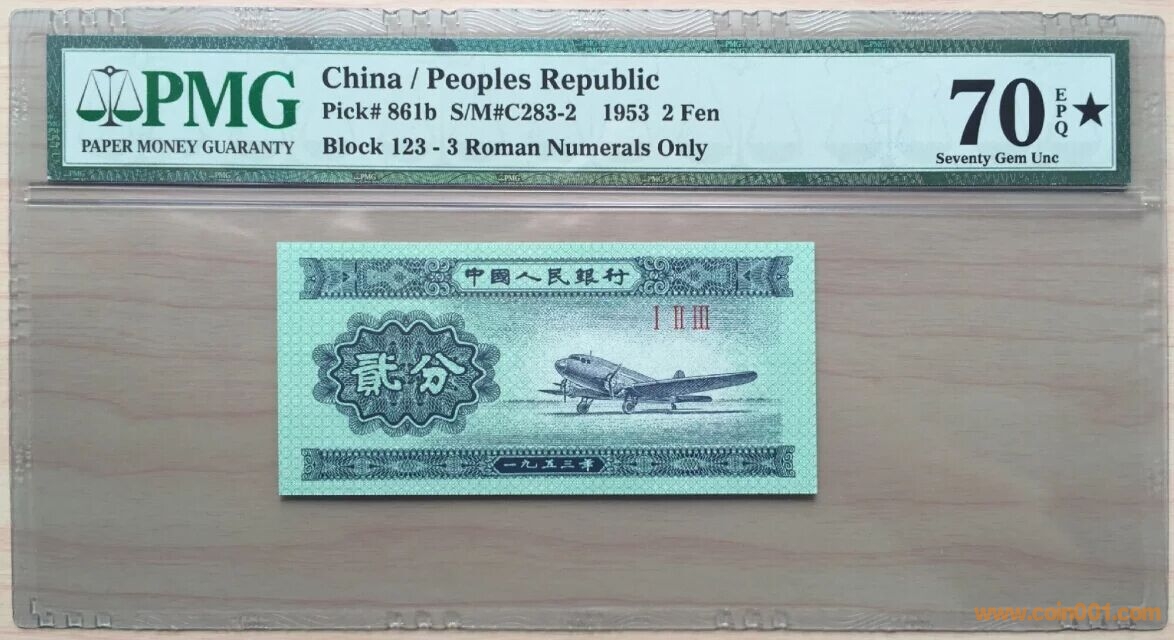 PMG
PAPER MONEY GUARANTY
China / Peoples Republic
Pick# 861b S/M#C283-2 1953 2 Fen
Block 123 - 3 Roman Numerals Only
70
EPQ
★
Seventy Gem Unc
中國人民銀行
I II III
貳分
一九五三年
www.coin001.com